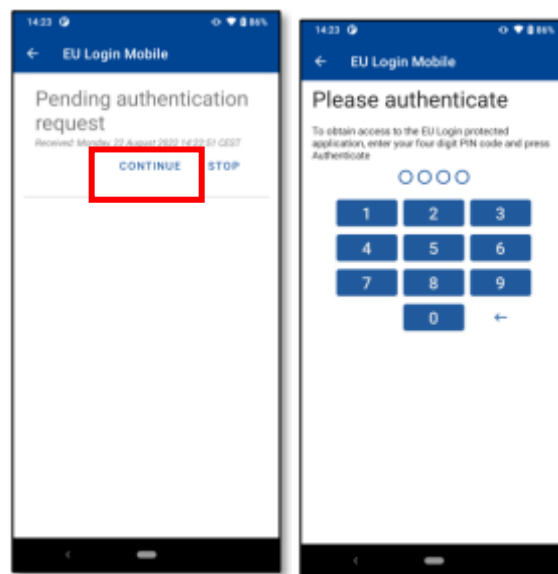 14:23 86%
EU Login Mobile
Pending authentication
request
Received: Monday, 22 August 2022 14:22:51 CEST
CONTINUE STOP
14:23 86%
EU Login Mobile
Please authenticate
To obtain access to the EU Login protected
application, enter your four digit PIN code and press
Authenticate
1 2 3
4 5 6
7 8 9
0